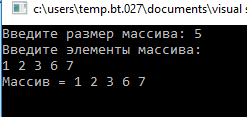 c:\users\temp.bt.027\documents\visual s
Введите размер массива: 5
Введите элементы массива:
1 2 3 6 7
Массив = 1 2 3 6 7